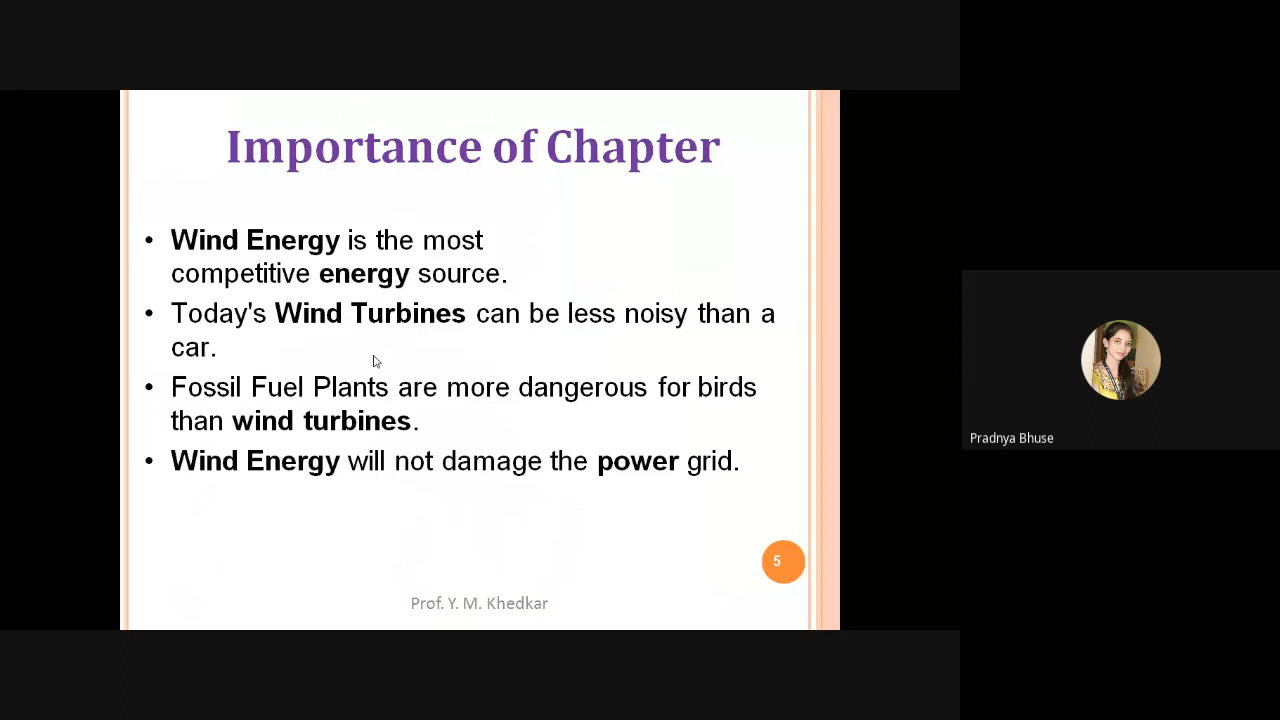 Importance of Chapter
• Wind Energy is the most
competitive energy source.
• Today's Wind Turbines can be less noisy than a
car.
• Fossil Fuel Plants are more dangerous for birds
than wind turbines.
• Wind Energy will not damage the power grid.
5
Prof. Y. M. Khedkar
Pradnya Bhuse